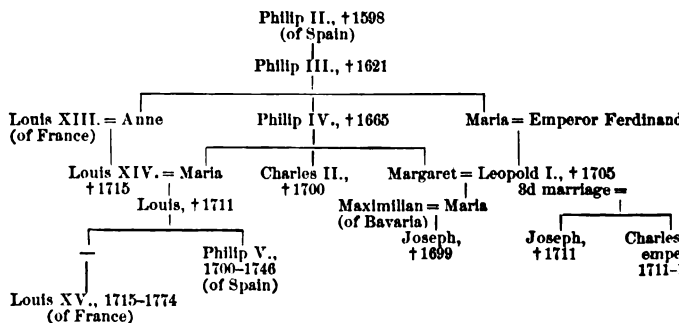 Philip II., †1598
(of Spain)
Philip III., †1621
Louis XIII. = Anne Philip IV., †1665 Maria = Emperor Ferdinand
(of France)
Louis XIV. = Maria Charles II., Margaret = Leopold I., †1705
†1715 †1700 3d marriage =
Louis, †1711 Maximilian = Maria
(of Bavaria)
— Philip V., Joseph, Joseph, Charles
1700–1746 †1699 †1711 empe
(of Spain) 1711-
Louis XV., 1715–1774
(of France)